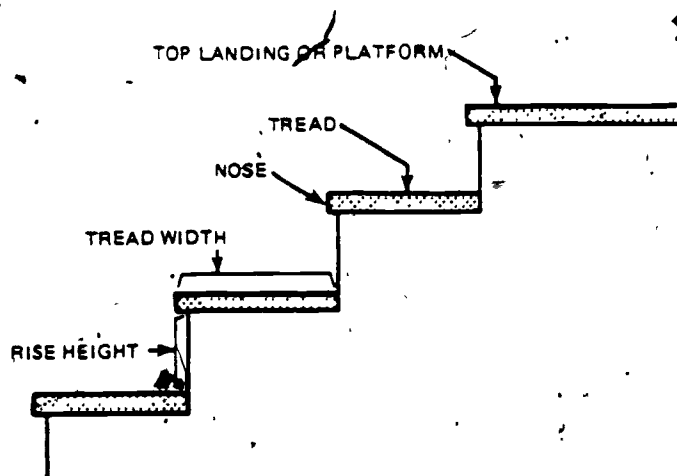 TOP LANDING OR PLATFORM
TREAD
NOSE
TREAD WIDTH
RISE HEIGHT